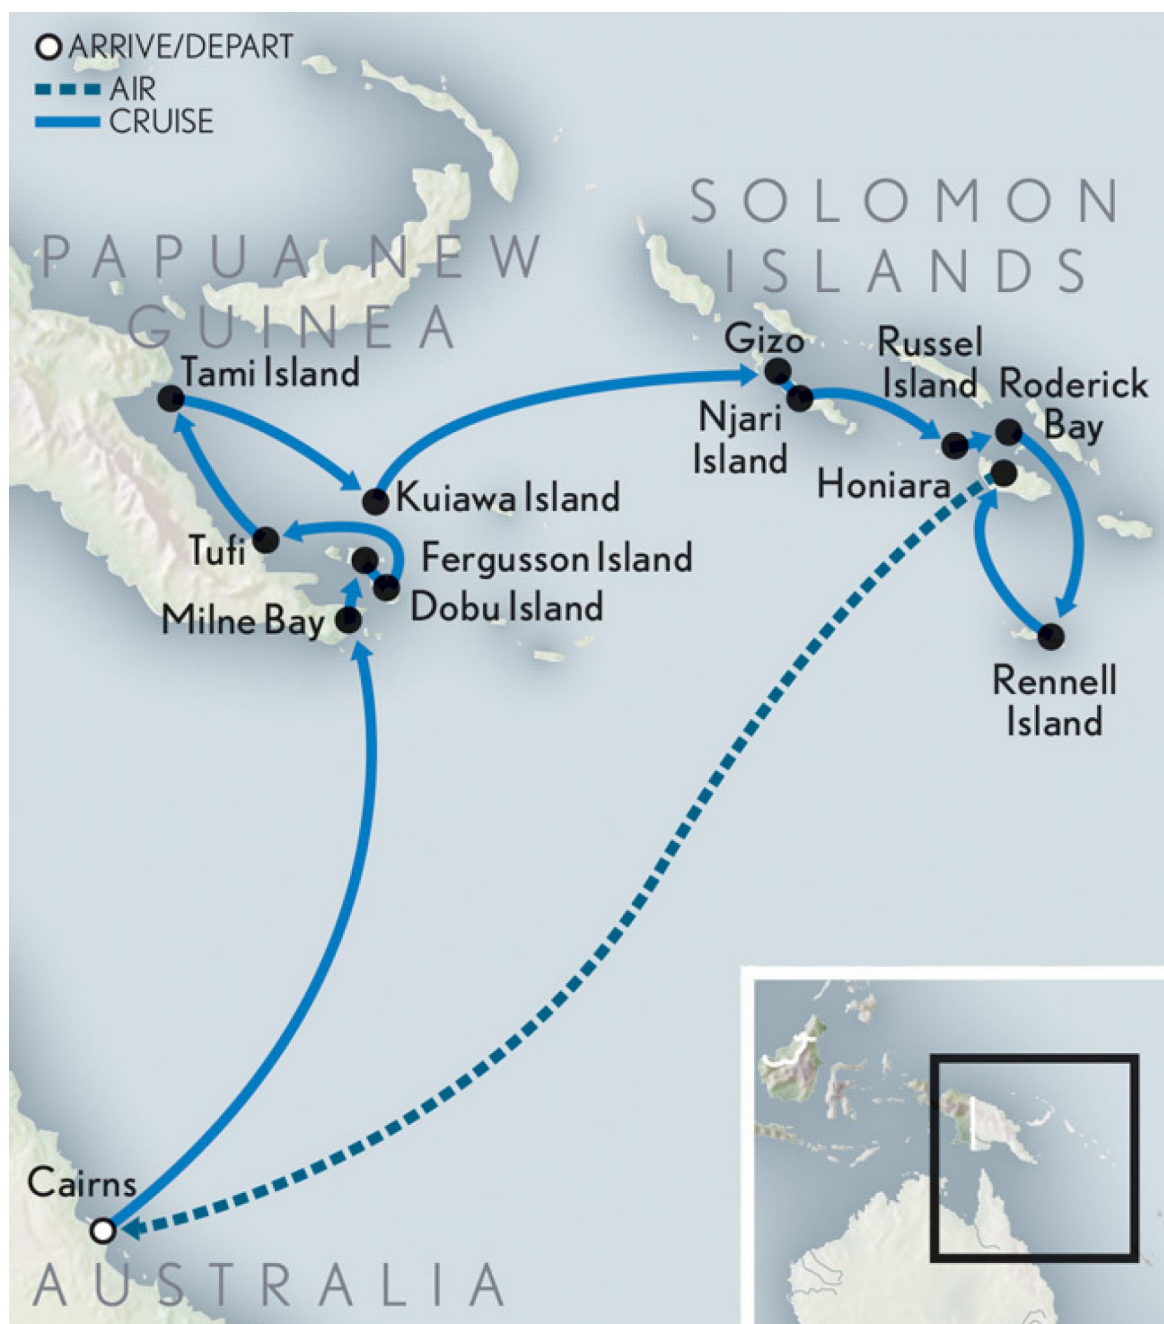 ARRIVE/DEPART
AIR
CRUISE
SOLOMON
ISLANDS
PAPUA NEW
GUINEA
Gizo
Russel
Island
Roderick
Bay
Tami Island
Njari
Island
Honiara
Kuiawa Island
Tufi
Fergusson Island
Dobu Island
Milne Bay
Rennell
Island
Cairns
AUSTRALIA